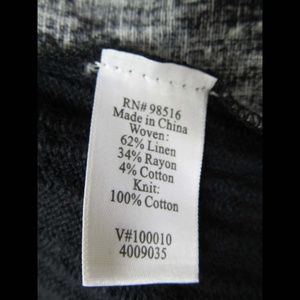 RN# 98516
Made in China
Woven:
62% Linen
34% Rayon
4% Cotton
Knit:
100% Cotton
V#100010
4009035